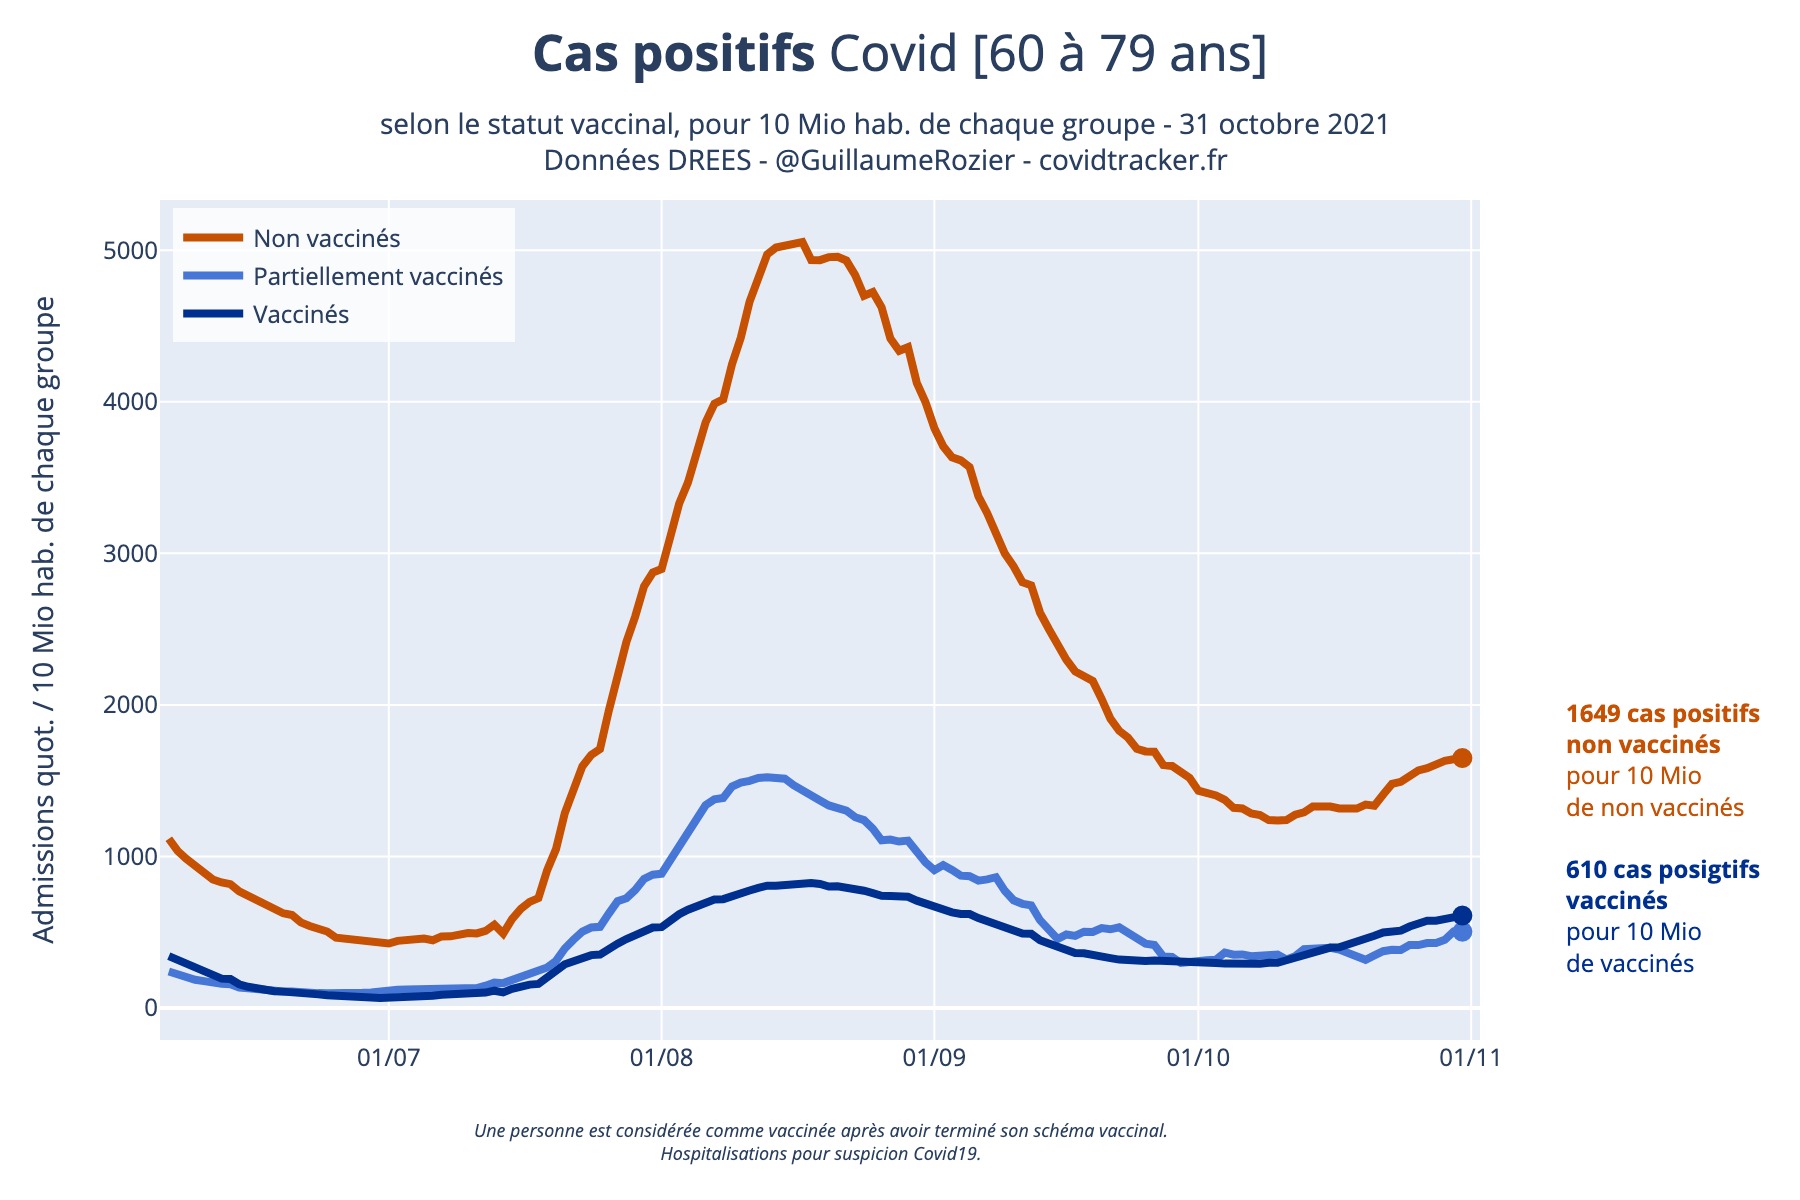 Cas positifs Covid [60 à 79 ans]
selon le statut vaccinal, pour 10 Mio hab. de chaque groupe - 31 octobre 2021
Données DREES - @GuillaumeRozier - covidtracker.fr
Non vaccinés
Partiellement vaccinés
Vaccinés
Admissions quot. / 10 Mio hab. de chaque groupe
5000
4000
3000
2000
1000
0
01/07
01/08
01/09
01/10
01/11
1649 cas positifs
non vaccinés
pour 10 Mio
de non vaccinés
610 cas posigtifs
vaccinés
pour 10 Mio
de vaccinés
Une personne est considérée comme vaccinée après avoir terminé son schéma vaccinal.
Hospitalisations pour suspicion Covid19.